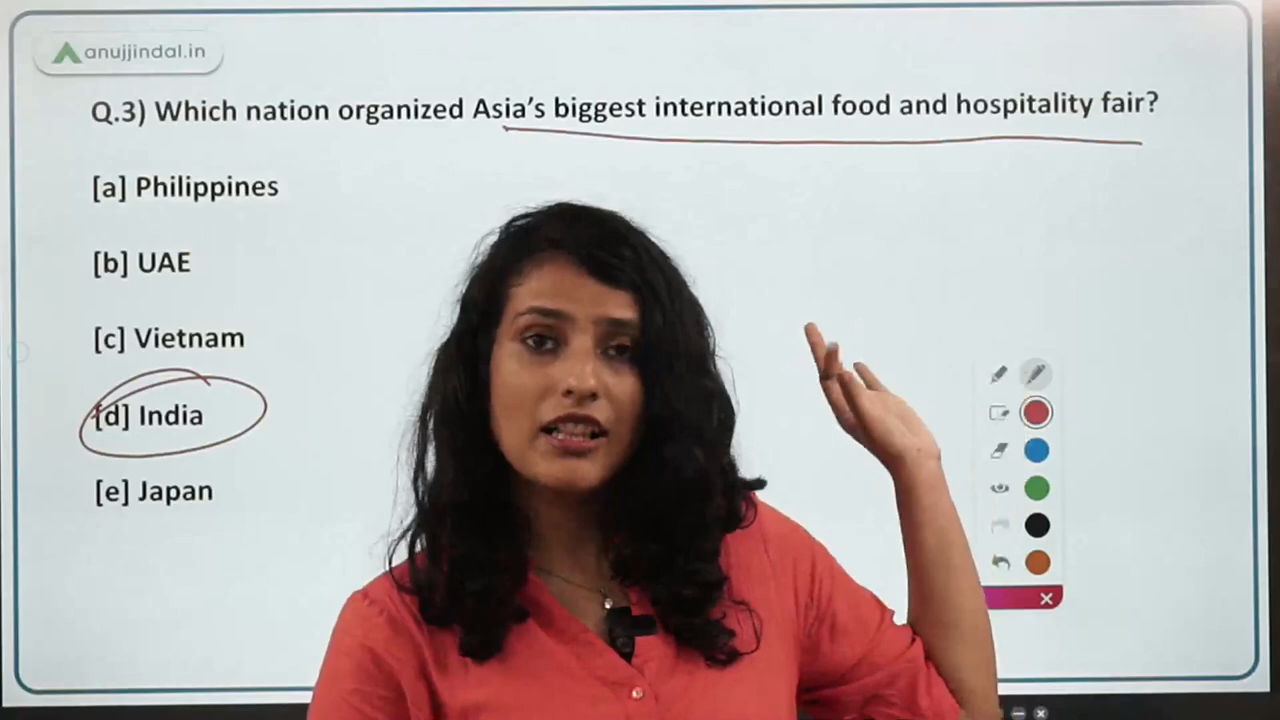 anujjindal.in
Q.3) Which nation organized Asia's biggest international food and hospitality fair?
[a] Philippines
[b] UAE
[c] Vietnam
[d] India
[e] Japan